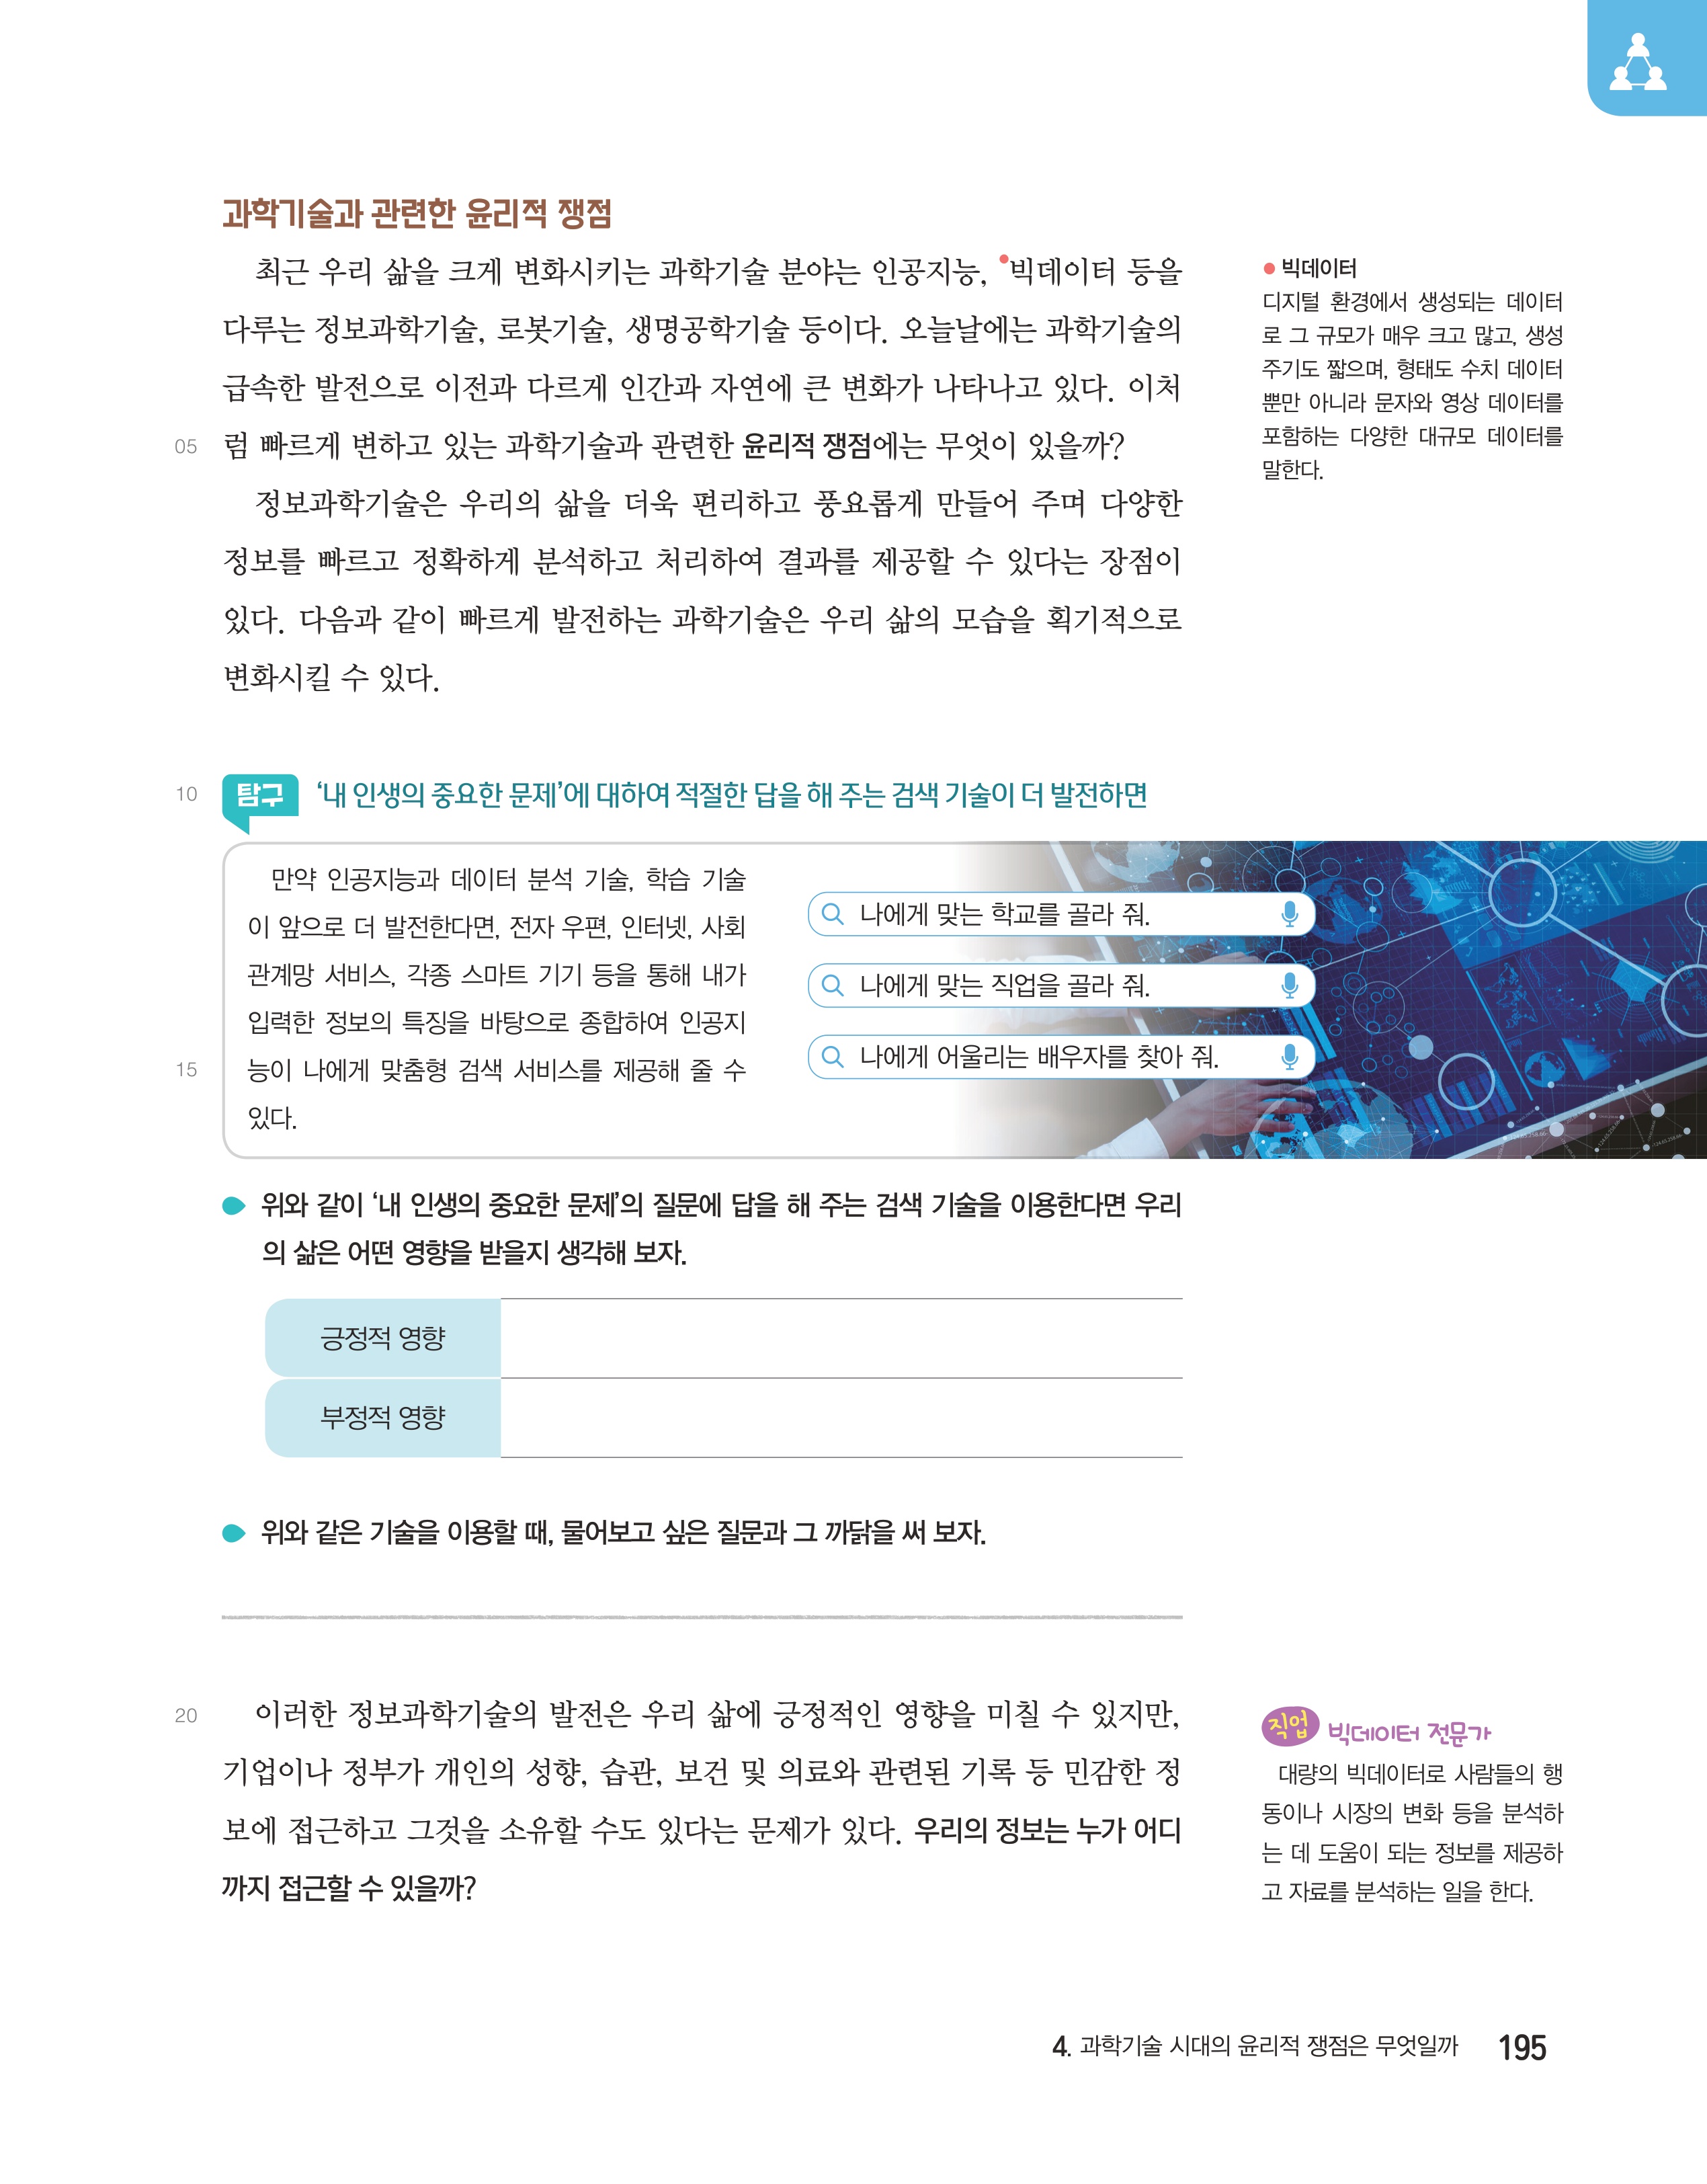 과학기술과 관련한 윤리적 쟁점
최근 우리 삶을 크게 변화시키는 과학기술 분야는 인공지능, •빅데이터 등을
다루는 정보과학기술, 로봇기술, 생명공학기술 등이다. 오늘날에는 과학기술의
급속한 발전으로 이전과 다르게 인간과 자연에 큰 변화가 나타나고 있다. 이처
05 럼 빠르게 변하고 있는 과학기술과 관련한 윤리적 쟁점에는 무엇이 있을까?
정보과학기술은 우리의 삶을 더욱 편리하고 풍요롭게 만들어 주며 다양한
정보를 빠르고 정확하게 분석하고 처리하여 결과를 제공할 수 있다는 장점이
있다. 다음과 같이 빠르게 발전하는 과학기술은 우리 삶의 모습을 획기적으로
변화시킬 수 있다.
• 빅데이터
디지털 환경에서 생성되는 데이터
로 그 규모가 매우 크고 많고, 생성
주기도 짧으며, 형태도 수치 데이터
뿐만 아니라 문자와 영상 데이터를
포함하는 다양한 대규모 데이터를
말한다.
10 탐구 ‘내 인생의 중요한 문제’에 대하여 적절한 답을 해 주는 검색 기술이 더 발전하면
만약 인공지능과 데이터 분석 기술, 학습 기술
이 앞으로 더 발전한다면, 전자 우편, 인터넷, 사회
관계망 서비스, 각종 스마트 기기 등을 통해 내가
입력한 정보의 특징을 바탕으로 종합하여 인공지
15 능이 나에게 맞춤형 검색 서비스를 제공해 줄 수
있다.
나에게 맞는 학교를 골라 줘.
나에게 맞는 직업을 골라 줘.
나에게 어울리는 배우자를 찾아 줘.
위와 같이 ‘내 인생의 중요한 문제’의 질문에 답을 해 주는 검색 기술을 이용한다면 우리
의 삶은 어떤 영향을 받을지 생각해 보자.
긍정적 영향
부정적 영향
위와 같은 기술을 이용할 때, 물어보고 싶은 질문과 그 까닭을 써 보자.
20 이러한 정보과학기술의 발전은 우리 삶에 긍정적인 영향을 미칠 수 있지만,
기업이나 정부가 개인의 성향, 습관, 보건 및 의료와 관련된 기록 등 민감한 정
보에 접근하고 그것을 소유할 수도 있다는 문제가 있다. 우리의 정보는 누가 어디
까지 접근할 수 있을까?
직업 빅데이터 전문가
대량의 빅데이터로 사람들의 행
동이나 시장의 변화 등을 분석하
는 데 도움이 되는 정보를 제공하
고 자료를 분석하는 일을 한다.
4. 과학기술 시대의 윤리적 쟁점은 무엇일까 195